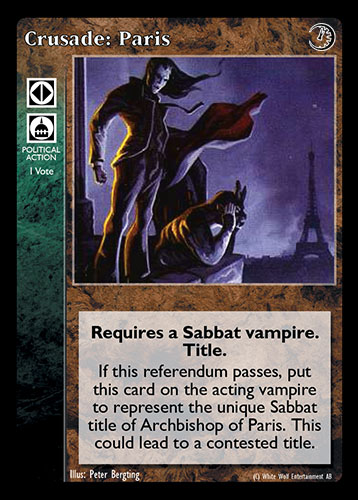 Crusade: Paris
POLITICAL
ACTION
1 Vote
Requires a Sabbat vampire.
Title.
If this referendum passes, put
this card on the acting vampire
to represent the unique Sabbat
title of Archbishop of Paris. This
could lead to a contested title.
Illus: Peter Bergting
(C) White Wolf Entertainment AB